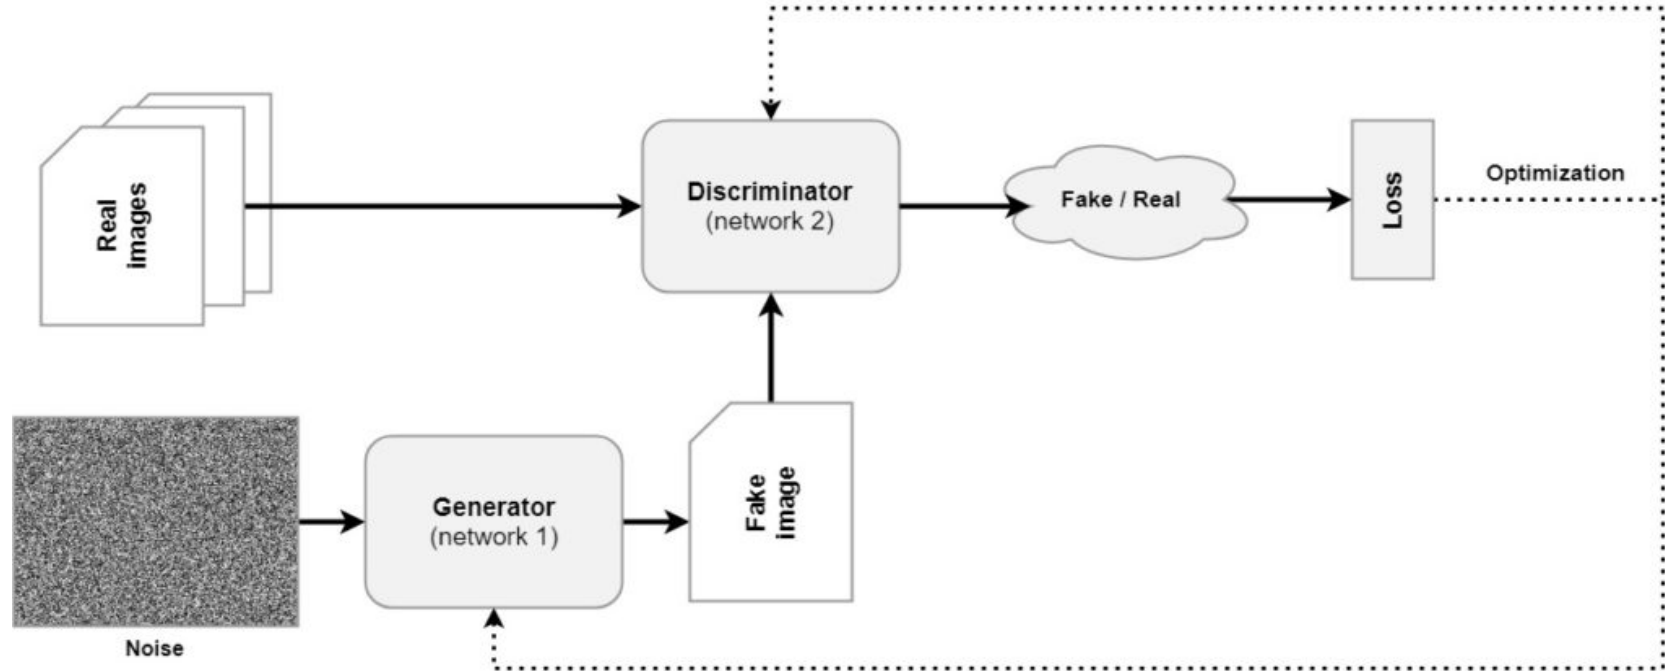 Real
images
Discriminator
(network 2)
Fake / Real
Loss
Optimization
Noise
Generator
(network 1)
Fake
image